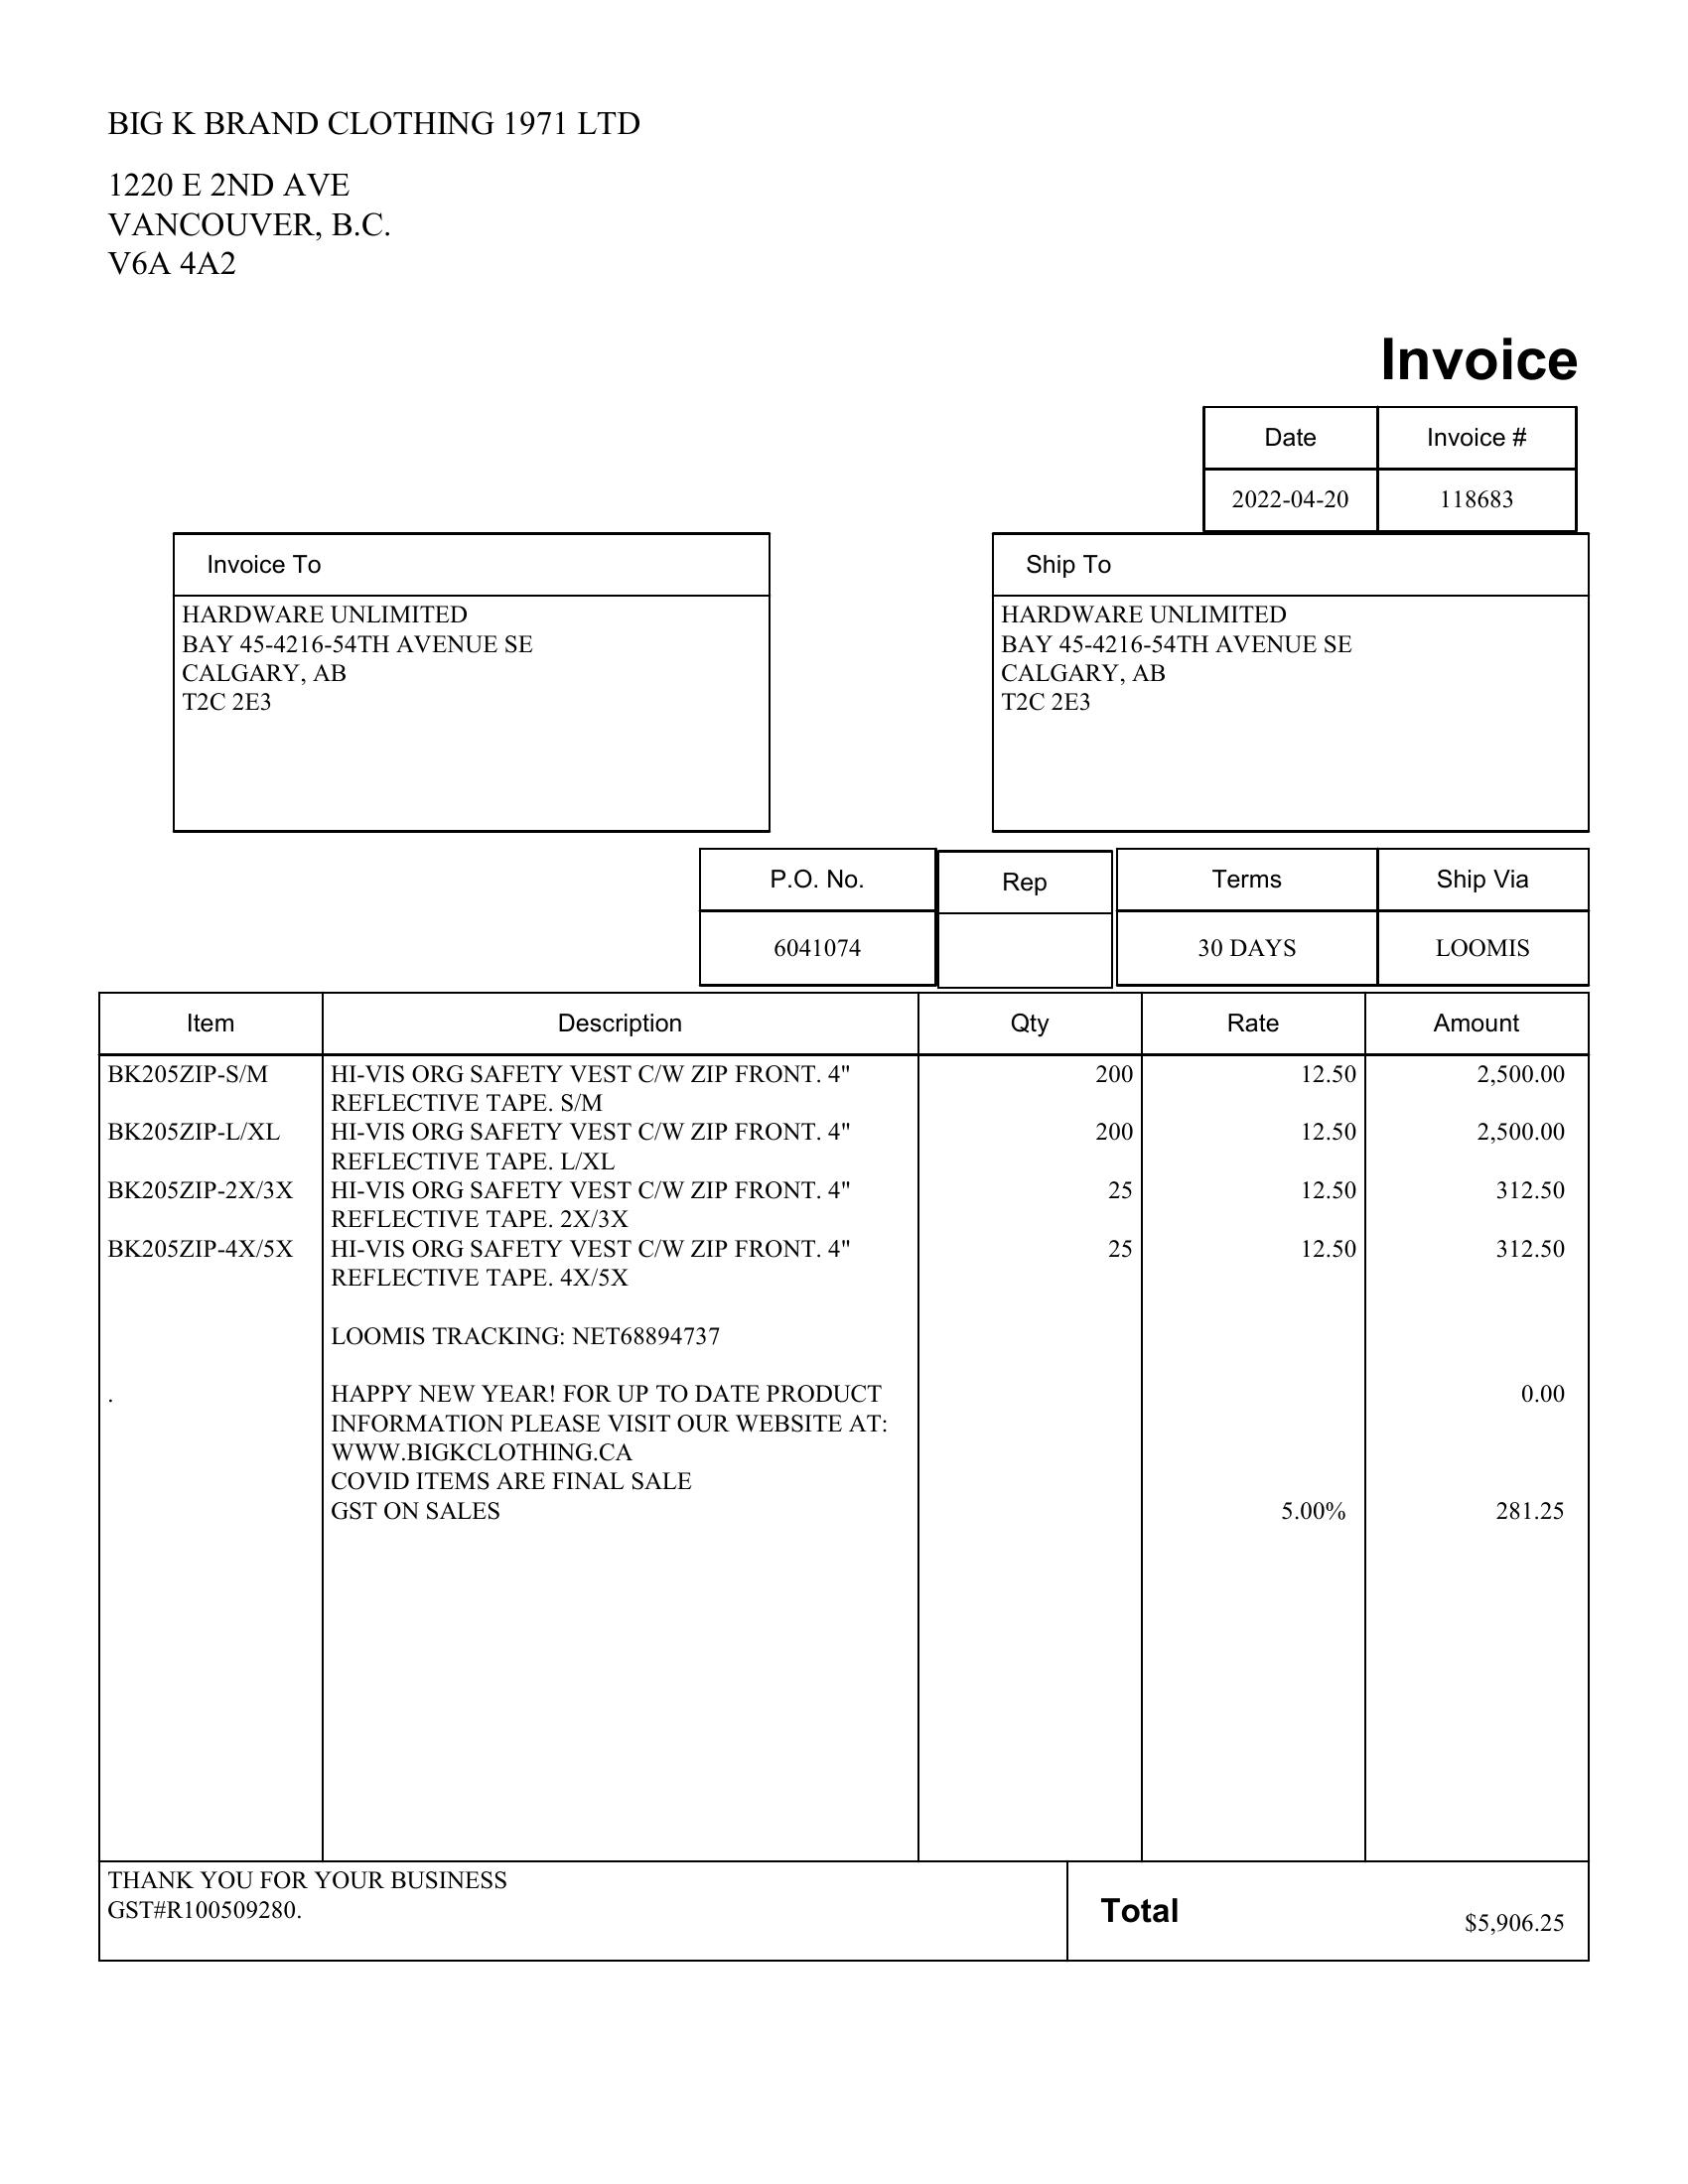 BIG K BRAND CLOTHING 1971 LTD
1220 E 2ND AVE
VANCOUVER, B.C.
V6A 4A2
Invoice
Date Invoice #
2022-04-20 118683
Invoice To
HARDWARE UNLIMITED
BAY 45-4216-54TH AVENUE SE
CALGARY, AB
T2C 2E3
Ship To
HARDWARE UNLIMITED
BAY 45-4216-54TH AVENUE SE
CALGARY, AB
T2C 2E3
P.O. No. Rep Terms Ship Via
6041074 30 DAYS LOOMIS
Item Description Qty Rate Amount
BK205ZIP-S/M HI-VIS ORG SAFETY VEST C/W ZIP FRONT. 4" 200 12.50 2,500.00
REFLECTIVE TAPE. S/M
BK205ZIP-L/XL HI-VIS ORG SAFETY VEST C/W ZIP FRONT. 4" 200 12.50 2,500.00
REFLECTIVE TAPE. L/XL
BK205ZIP-2X/3X HI-VIS ORG SAFETY VEST C/W ZIP FRONT. 4" 25 12.50 312.50
REFLECTIVE TAPE. 2X/3X
BK205ZIP-4X/5X HI-VIS ORG SAFETY VEST C/W ZIP FRONT. 4" 25 12.50 312.50
REFLECTIVE TAPE. 4X/5X
LOOMIS TRACKING: NET68894737
. HAPPY NEW YEAR! FOR UP TO DATE PRODUCT 0.00
INFORMATION PLEASE VISIT OUR WEBSITE AT:
WWW.BIGKCLOTHING.CA
COVID ITEMS ARE FINAL SALE
GST ON SALES 5.00% 281.25
THANK YOU FOR YOUR BUSINESS
GST#R100509280.
Total $5,906.25